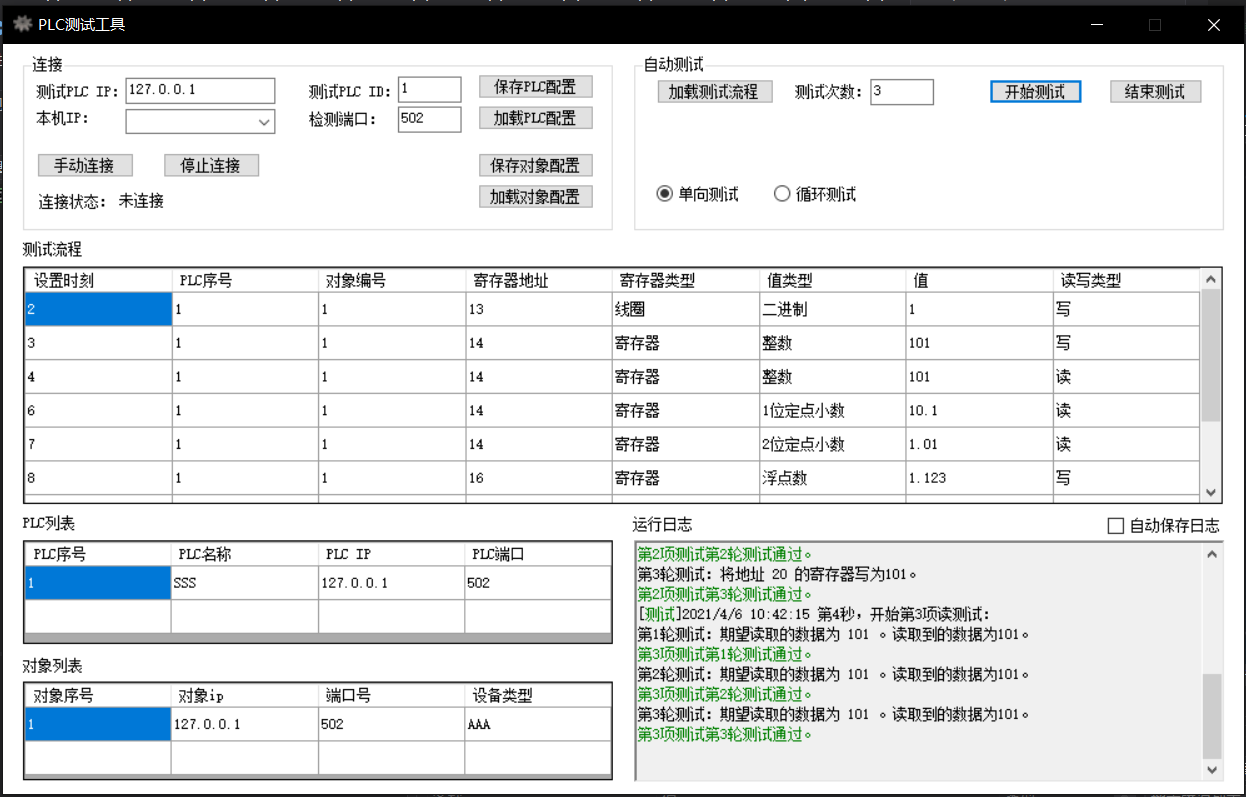 PLC测试工具
连接
测试PLC IP: 127.0.0.1
测试PLC ID: 1
保存PLC配置
本机IP:
检测端口: 502
加载PLC配置
手动连接 停止连接
保存对象配置
连接状态: 未连接
加载对象配置
自动测试
加载测试流程 测试次数: 3 开始测试 结束测试
单向测试 循环测试
测试流程
设置时刻 PLC序号 对象编号 寄存器地址 寄存器类型 值类型 值 读写类型
2 1 1 13 线圈 二进制 1 写
3 1 1 14 寄存器 整数 101 写
4 1 1 14 寄存器 整数 101 读
6 1 1 14 寄存器 1位定点小数 10.1 读
7 1 1 14 寄存器 2位定点小数 1.01 读
8 1 1 16 寄存器 浮点数 1.123 写
PLC列表
PLC序号 PLC名称 PLC IP PLC端口
1 SSS 127.0.0.1 502
对象列表
对象序号 对象ip 端口号 设备类型
1 127.0.0.1 502 AAA
运行日志
自动保存日志
第2项测试第2轮测试通过。
第3轮测试: 将地址 20 的寄存器写为101。
第2项测试第3轮测试通过。
[测试]2021/4/6 10:42:15 第4秒，开始第3项读测试:
第1轮测试: 期望读取的数据为 101 。读取到的数据为101。
第3项测试第1轮测试通过。
第2轮测试: 期望读取的数据为 101 。读取到的数据为101。
第3项测试第2轮测试通过。
第3轮测试: 期望读取的数据为 101 。读取到的数据为101。
第3项测试第3轮测试通过。